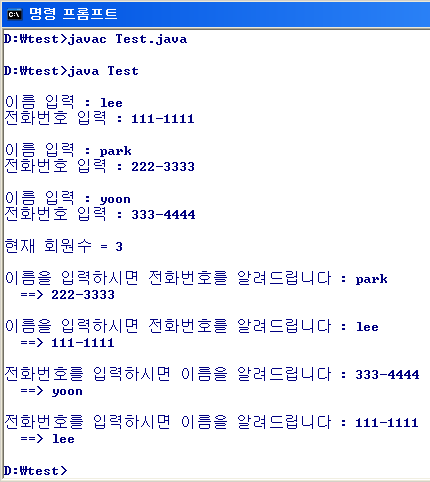 명령 프롬프트
D:\test>javac Test.java
D:\test>java Test
이름 입력 : lee
전화번호 입력 : 111-1111
이름 입력 : park
전화번호 입력 : 222-3333
이름 입력 : yoon
전화번호 입력 : 333-4444
현재 회원수 = 3
이름을 입력하시면 전화번호를 알려드립니다 : park
==> 222-3333
이름을 입력하시면 전화번호를 알려드립니다 : lee
==> 111-1111
전화번호를 입력하시면 이름을 알려드립니다 : 333-4444
==> yoon
전화번호를 입력하시면 이름을 알려드립니다 : 111-1111
==> lee
D:\test>